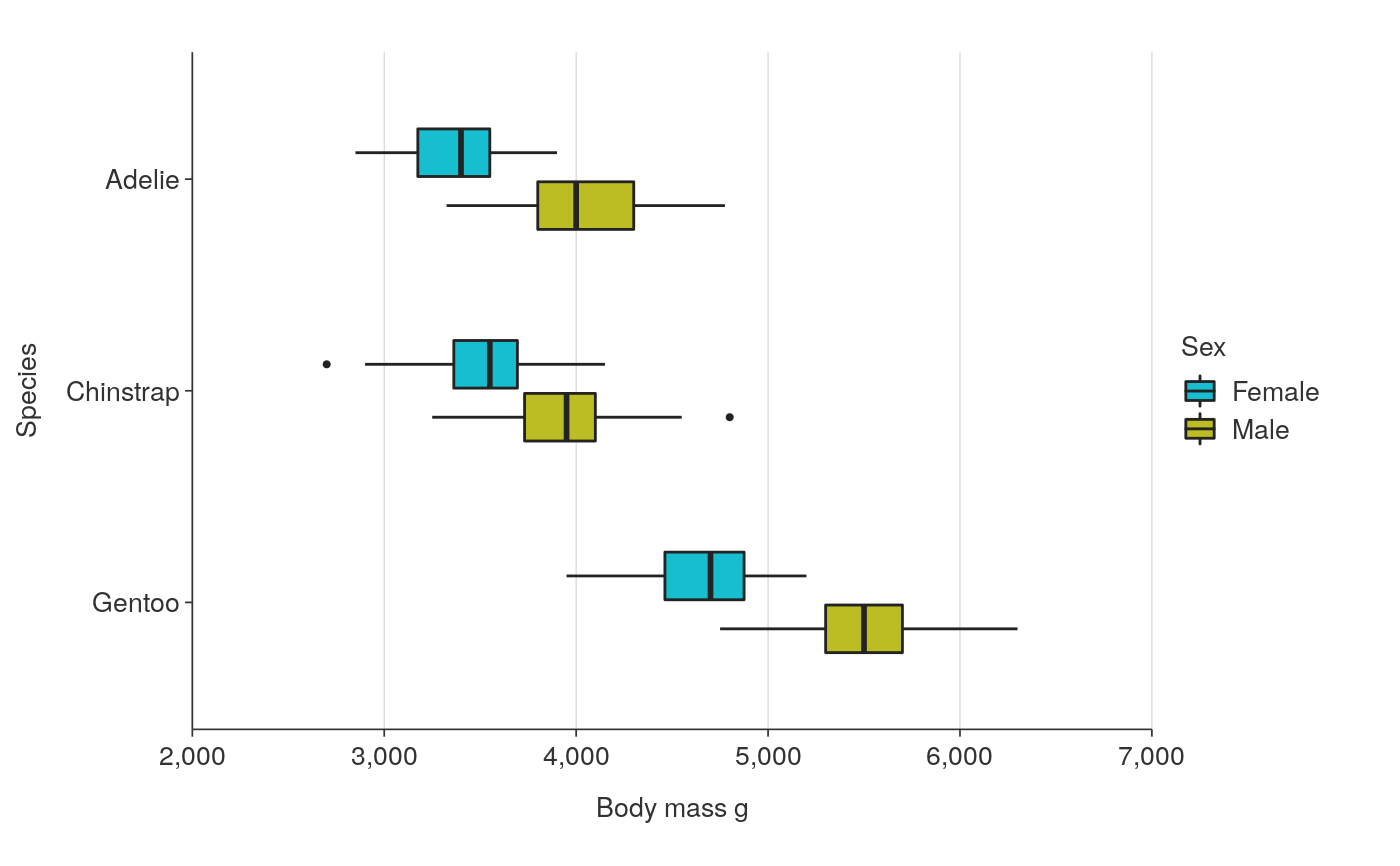 Species
Adelie
Chinstrap
Gentoo
2,000 3,000 4,000 5,000 6,000 7,000
Body mass g
Sex
Female
Male